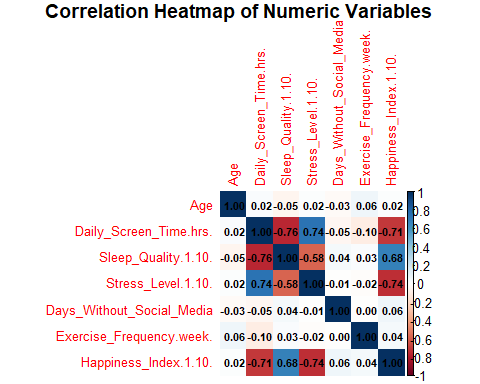 Correlation Heatmap of Numeric Variables
Age
Daily_Screen_Time.hrs.
Sleep_Quality.1.10.
Stress_Level.1.10.
Days_Without_Social_Media
Exercise_Frequency.week.
Happiness_Index.1.10.
Age 1.00 0.02 -0.05 0.02 -0.03 0.06 0.02
Daily_Screen_Time.hrs. 0.02 1.00 -0.76 0.74 -0.05 -0.10 -0.71
Sleep_Quality.1.10. -0.05 -0.76 1.00 -0.58 0.04 0.03 0.68
Stress_Level.1.10. 0.02 0.74 -0.58 1.00 -0.01 -0.02 -0.74
Days_Without_Social_Media -0.03 -0.05 0.04 -0.01 1.00 0.00 0.06
Exercise_Frequency.week. 0.06 -0.10 0.03 -0.02 0.00 1.00 0.04
Happiness_Index.1.10. 0.02 -0.71 0.68 -0.74 0.06 0.04 1.00
1
0.8
0.6
0.4
0.2
0
-0.2
-0.4
-0.6
-0.8
-1